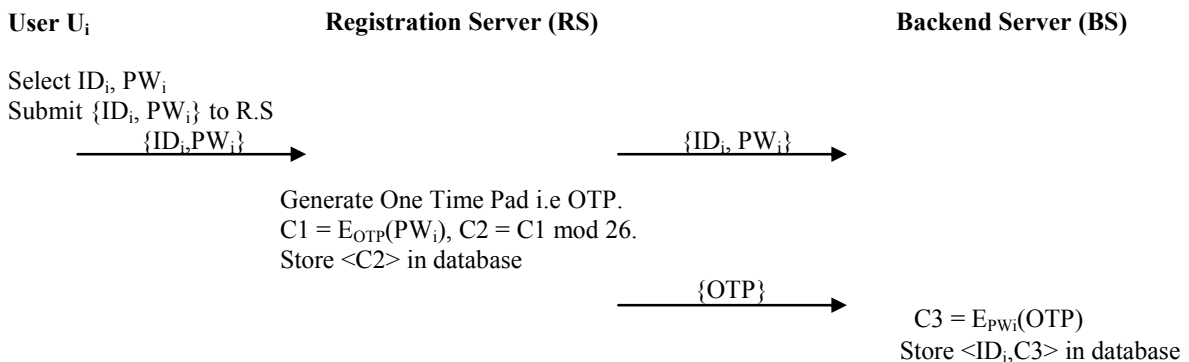 User Ui Registration Server (RS) Backend Server (BS)
Select IDi, PWi
Submit {IDi, PWi} to R.S
{IDi,PWi} {IDi, PWi}
Generate One Time Pad i.e OTP.
C1 = EOTP(PWi), C2 = C1 mod 26.
Store <C2> in database
{OTP}
C3 = EPWi(OTP)
Store <IDi,C3> in database